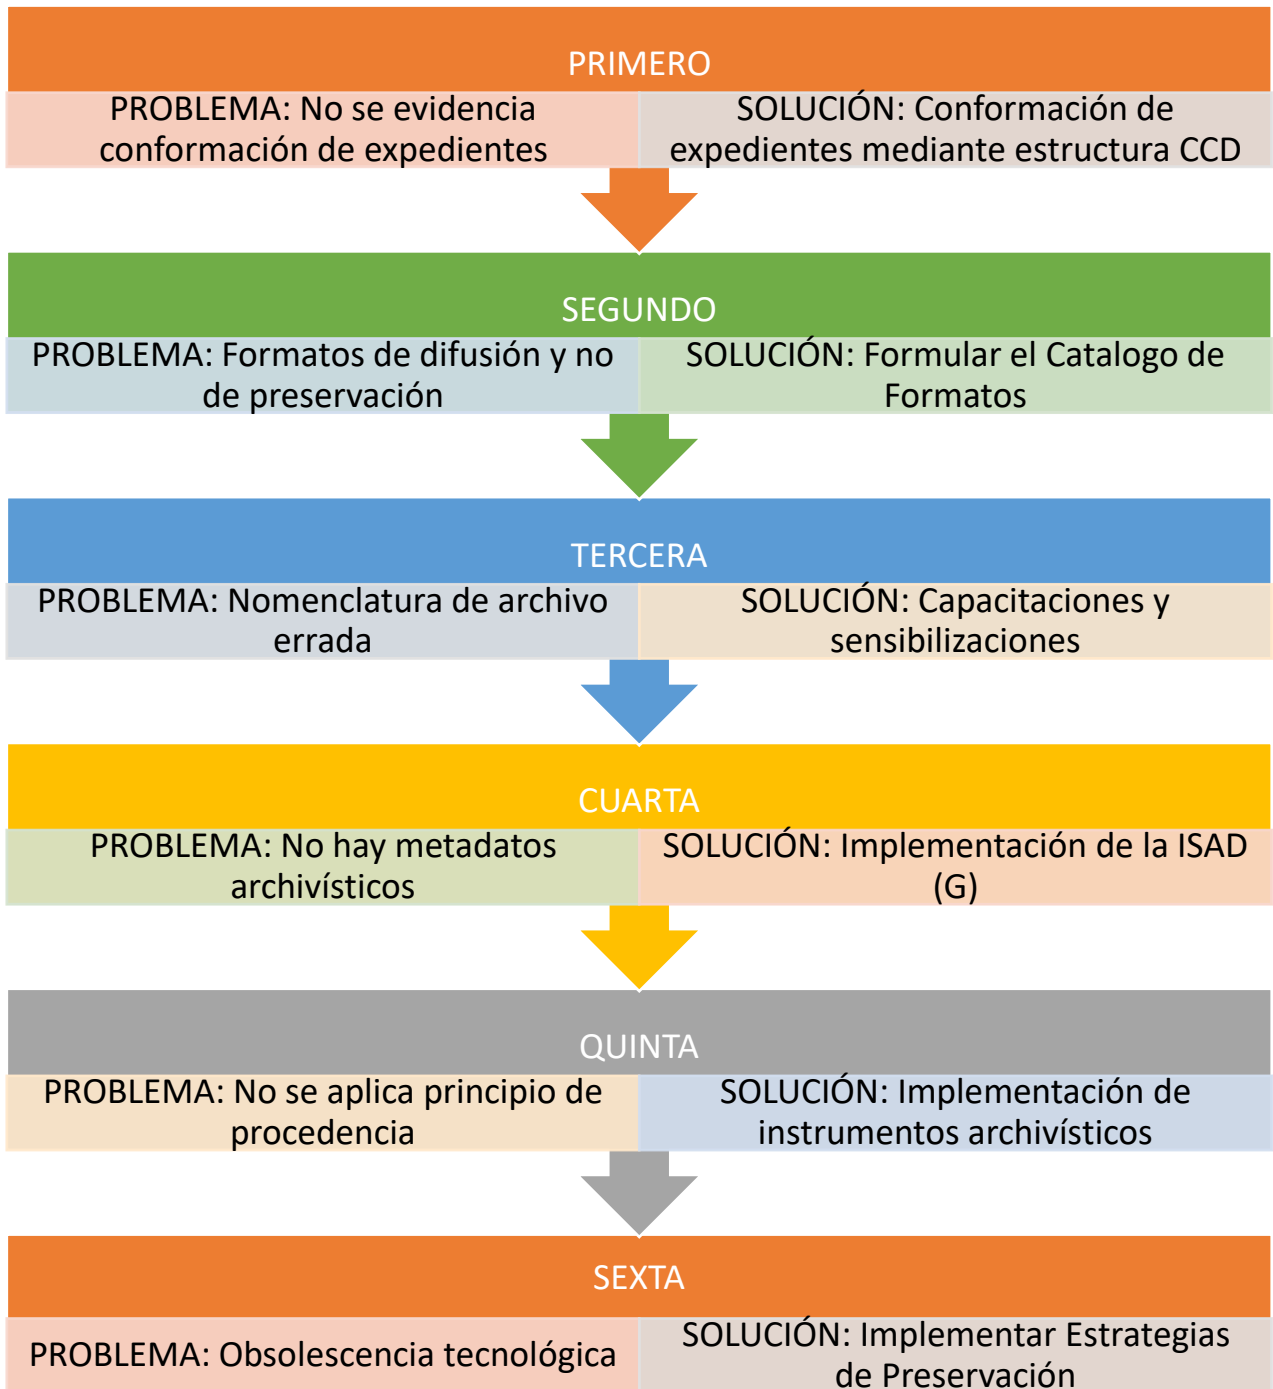 PRIMERO
PROBLEMA: No se evidencia
conformación de expedientes
SOLUCIÓN: Conformación de
expedientes mediante estructura CCD
SEGUNDO
PROBLEMA: Formatos de difusión y no
de preservación
SOLUCIÓN: Formular el Catalogo de
Formatos
TERCERA
PROBLEMA: Nomenclatura de archivo
errada
SOLUCIÓN: Capacitaciones y
sensibilizaciones
CUARTA
PROBLEMA: No hay metadatos
archivísticos
SOLUCIÓN: Implementación de la ISAD
(G)
QUINTA
PROBLEMA: No se aplica principio de
procedencia
SOLUCIÓN: Implementación de
instrumentos archivísticos
SEXTA
PROBLEMA: Obsolescencia tecnológica
SOLUCIÓN: Implementar Estrategias
de Preservación